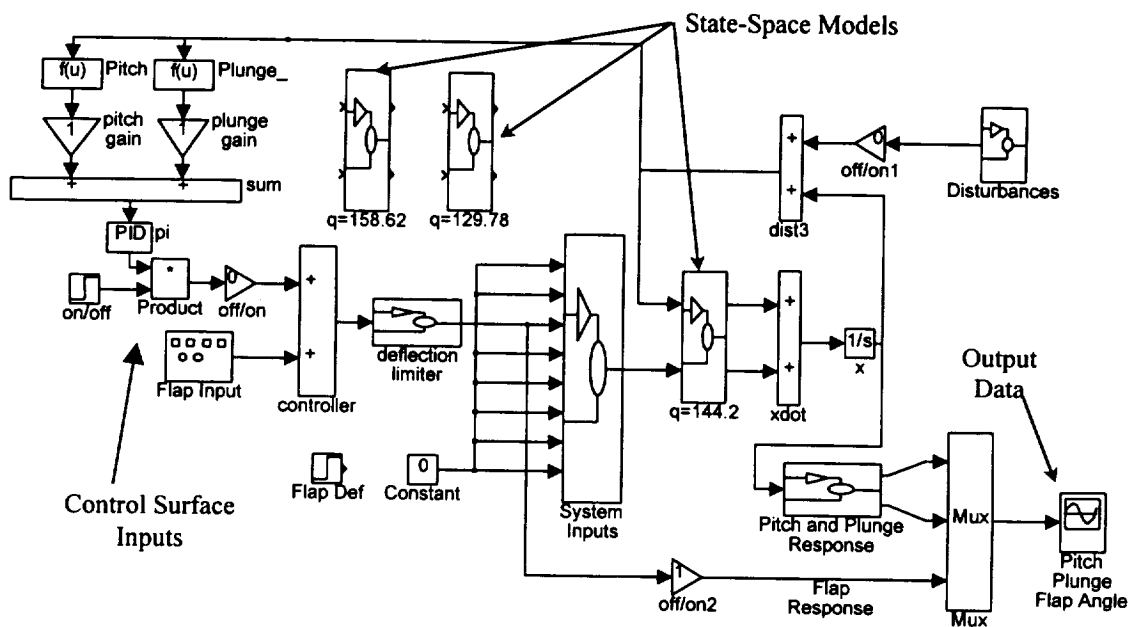 State-Space Models
f(u)
Pitch
f(u)
Plunge_
1
pitch
gain
1
plunge
gain
+
+
sum
q=158.62
q=129.78
+
+
dist3
0
off/on1
Disturbances
PID
pi
on/off
*
Product
0
off/on
+
+
controller
Flap Input
deflection
limiter
System
Inputs
q=144.2
+
+
xdot
1/s
x
Output
Data
Control Surface
Inputs
Flap Def
0
Constant
Pitch and Plunge
Response
Mux
Mux
1
off/on2
Flap
Response
Pitch
Plunge
Flap Angle